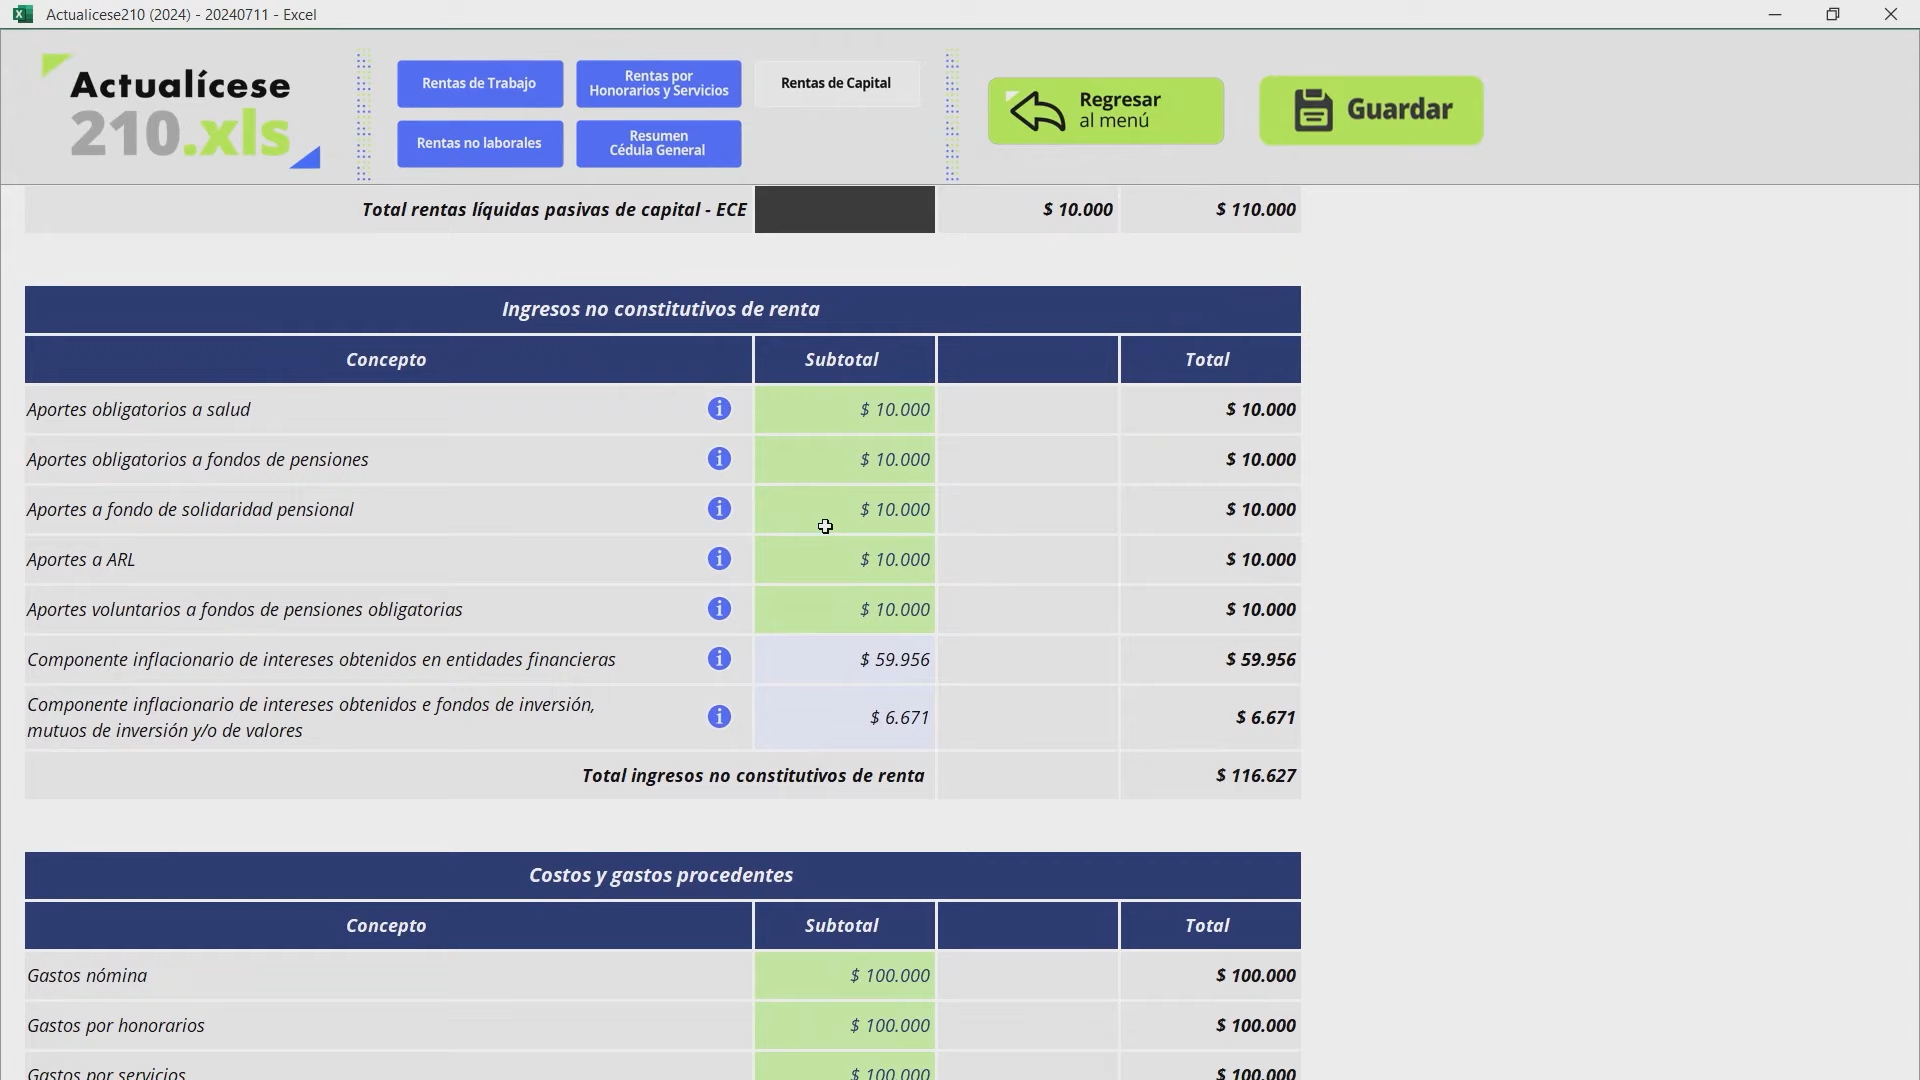 Actualicese210 (2024) - 20240711 - Excel
Actualícese
210.xls
Rentas de Trabajo
Rentas por
Honorarios y Servicios
Rentas de Capital
Rentas no laborales
Resumen
Cédula General
Regresar
al menú
Guardar
Total rentas líquidas pasivas de capital - ECE $ 10.000 $ 110.000
Ingresos no constitutivos de renta
Concepto Subtotal Total
Aportes obligatorios a salud i $ 10.000 $ 10.000
Aportes obligatorios a fondos de pensiones i $ 10.000 $ 10.000
Aportes a fondo de solidaridad pensional i $ 10.000 $ 10.000
Aportes a ARL i $ 10.000 $ 10.000
Aportes voluntarios a fondos de pensiones obligatorias i $ 10.000 $ 10.000
Componente inflacionario de intereses obtenidos en entidades financieras i $ 59.956 $ 59.956
Componente inflacionario de intereses obtenidos e fondos de inversión,
mutuos de inversión y/o de valores i $ 6.671 $ 6.671
Total ingresos no constitutivos de renta $ 116.627
Costos y gastos procedentes
Concepto Subtotal Total
Gastos nómina $ 100.000 $ 100.000
Gastos por honorarios $ 100.000 $ 100.000
Gastos por servicios $ 100.000 $ 100.000